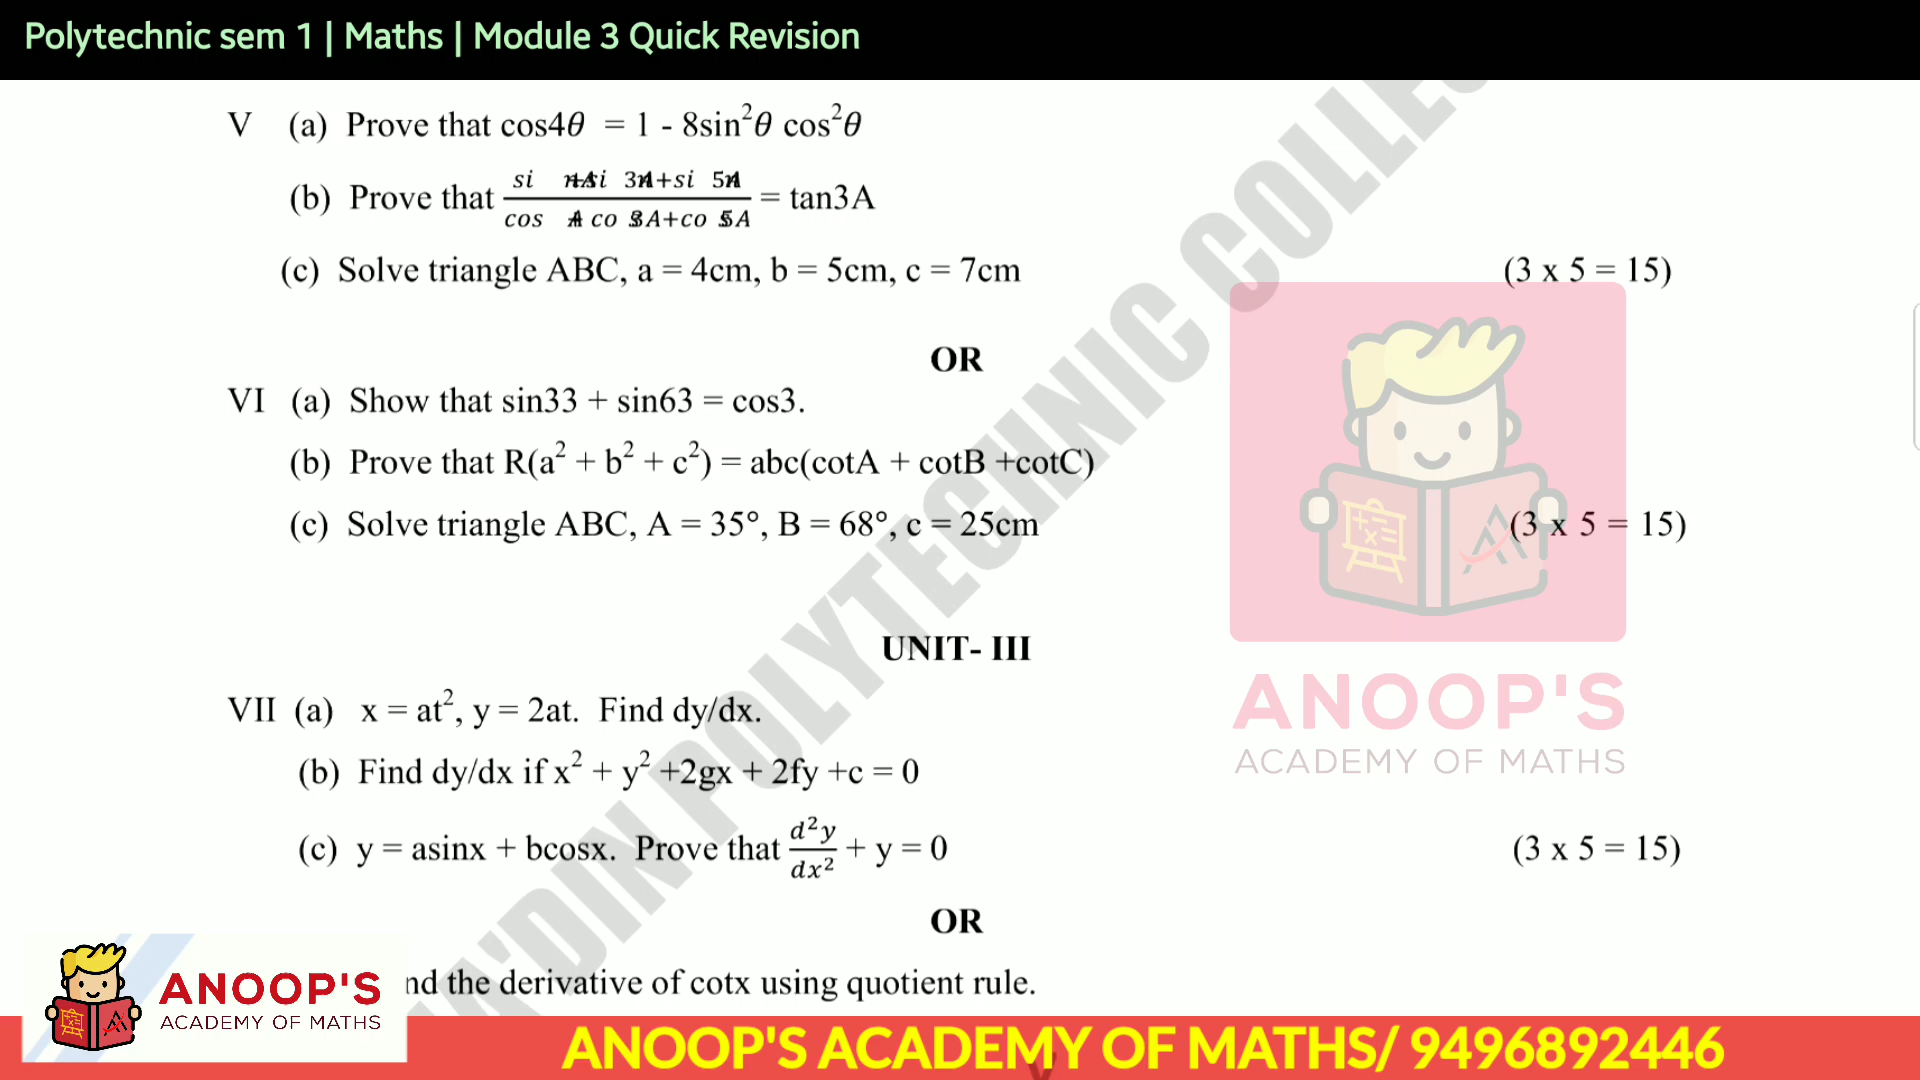 Polytechnic sem 1 | Maths | Module 3 Quick Revision
V (a) Prove that cos4θ = 1 - 8sin²θ cos²θ
(b) Prove that = tan3A
(c) Solve triangle ABC, a = 4cm, b = 5cm, c = 7cm (3 x 5 = 15)
OR
VI (a) Show that sin33 + sin63 = cos3.
(b) Prove that R(a² + b² + c²) = abc(cotA + cotB +cotC)
(c) Solve triangle ABC, A = 35°, B = 68°, c = 25cm (3 x 5 = 15)
UNIT- III
VII (a) x = at², y = 2at. Find dy/dx.
(b) Find dy/dx if x² + y² +2gx + 2fy +c = 0
(c) y = asinx + bcosx. Prove that d²y/dx² + y = 0 (3 x 5 = 15)
OR
nd the derivative of cotx using quotient rule.
A'DIN POLYTECHNIC COLLE
ANOOP'S
ACADEMY OF MATHS
ANOOP'S
ACADEMY OF MATHS
ANOOP'S ACADEMY OF MATHS/ 9496892446